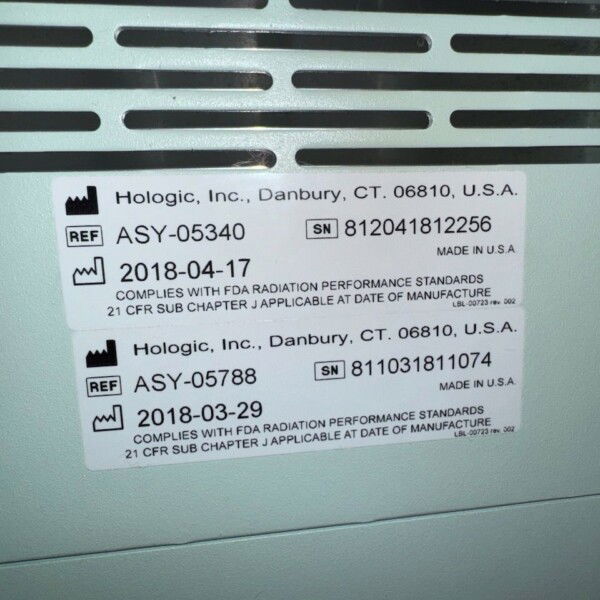 Hologic, Inc., Danbury, CT. 06810, U.S.A.
REF ASY-05340 SN 812041812256
MADE IN U.S.A
2018-04-17
COMPLIES WITH FDA RADIATION PERFORMANCE STANDARDS
21 CFR SUB CHAPTER J APPLICABLE AT DATE OF MANUFACTURE
LBL-00723 rev. 002
Hologic, Inc., Danbury, CT. 06810, U.S.A.
REF ASY-05788 SN 811031811074
MADE IN U.S.A.
2018-03-29
COMPLIES WITH FDA RADIATION PERFORMANCE STANDARDS
21 CFR SUB CHAPTER J APPLICABLE AT DATE OF MANUFACTURE
LBL-00723 rev. 002